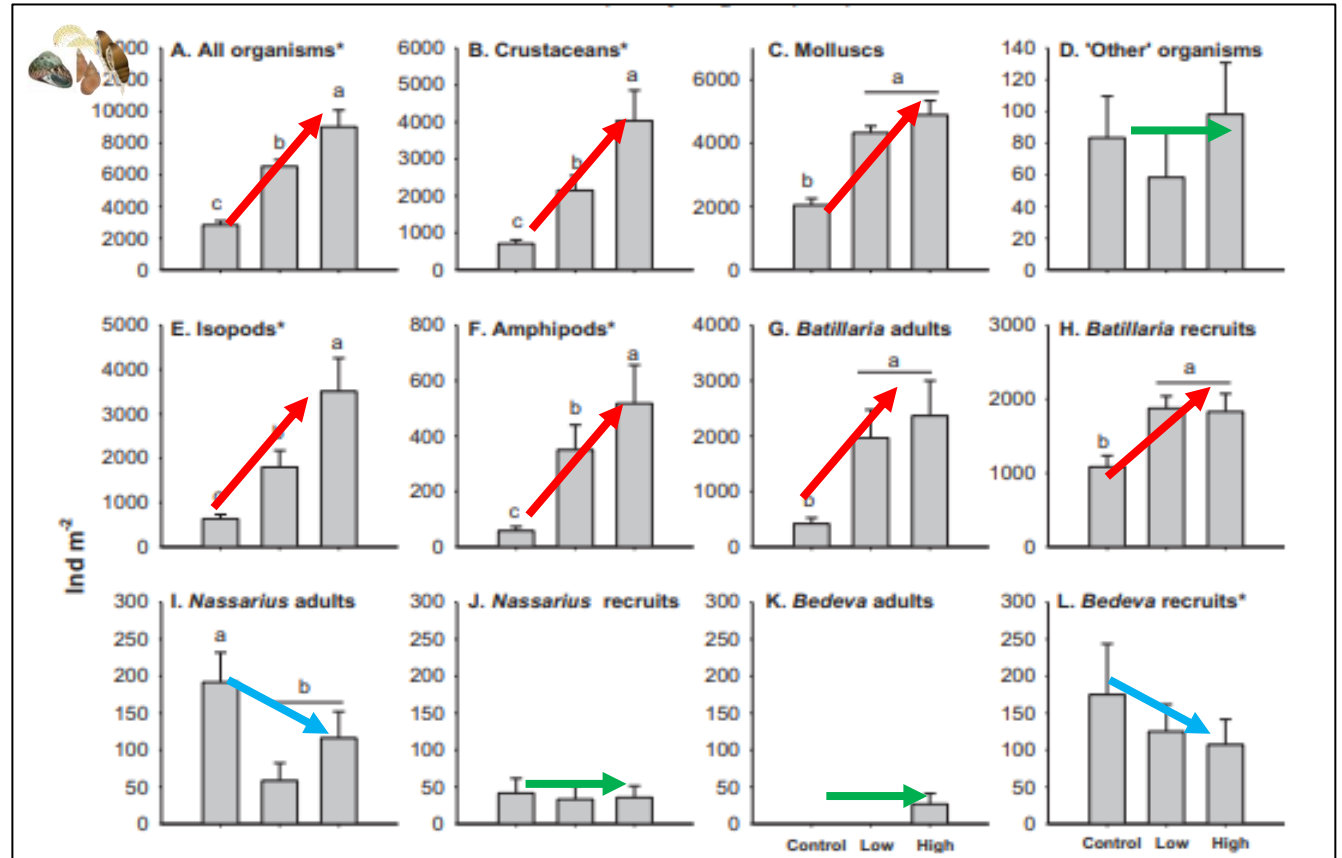 A. All organisms*
000
2000
10000
8000
6000
4000
2000
0
c
b
a
B. Crustaceans*
6000
5000
4000
3000
2000
1000
0
c
b
a
C. Molluscs
6000
4000
2000
0
b
a
D. 'Other' organisms
140
120
100
80
60
40
20
0
E. Isopods*
5000
4000
3000
2000
1000
0
a
F. Amphipods*
800
600
400
200
0
c
b
a
G. Batillaria adults
4000
3000
2000
1000
0
b
a
H. Batillaria recruits
3000
2000
1000
0
b
a
Ind m-2
I. Nassarius adults
300
250
200
150
100
50
0
a
b
J. Nassarius recruits
300
250
200
150
100
50
0
K. Bedeva adults
300
250
200
150
100
50
0
Control Low High
L. Bedeva recruits*
300
250
200
150
100
50
0
Control Low High